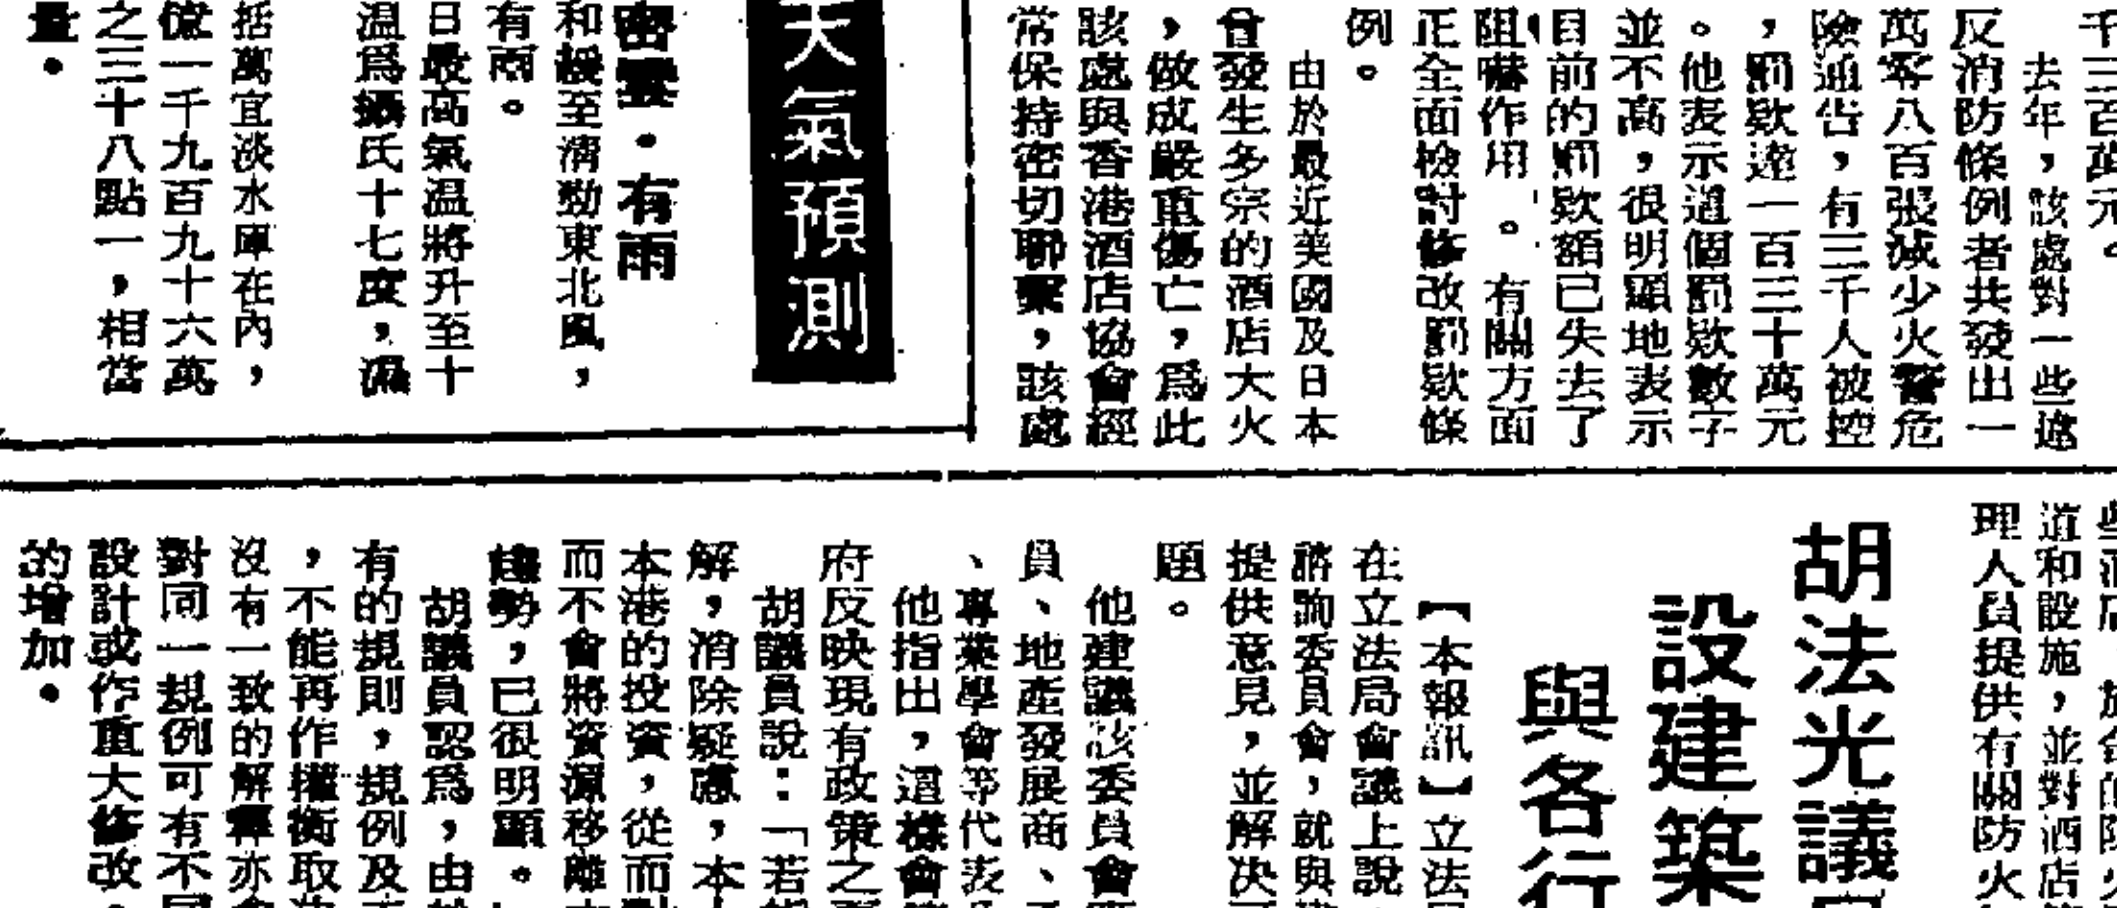 千三百萬元。
去年，該處對一些違
反消防條例者共發出一
萬零八百張減少火警危
險通告，有三千人被控
，罰欵達一百三十萬元
。他表示這個罰欵數字
並不高，很明顯地表示
目前的罰欵額已失去了
阻嚇作用。有關方面
正全面檢討修改罰欵條
例。
由於最近美國及日本
曾發生多宗的酒店大火
，做成嚴重傷亡，爲此
該處與香港酒店協會經
常保持密切聯繫，該處
天氣預測
密雲．有雨
和緩至清勁東北風，
有雨。
日最高氣温將升至十
温爲攝氏十七度，濕
括萬宜淡水庫在內，
億一千九百九十六萬
之三十八點一，相當
量。
道和設施，並對酒店
理人員提供有關防火
胡法光議
設建築
與各行
【本報訊】立法
在立法局會議上說
諮詢委員會，就與
提供意見，並解決
題。
他建議該委員會
員、地產發展商、
、專業學會等代表
他指出，這樣會
府反映現有政策之
胡議員說：「若
解，消除疑慮，本
本港的投資，從而
而不會將資源移離
趨勢，已很明顯。
胡議員認爲，由
有的規則，規例及
，不能再作權衡取
沒有一致的解釋亦
對同一規例可有不
設計或作重大修改。
的增加。